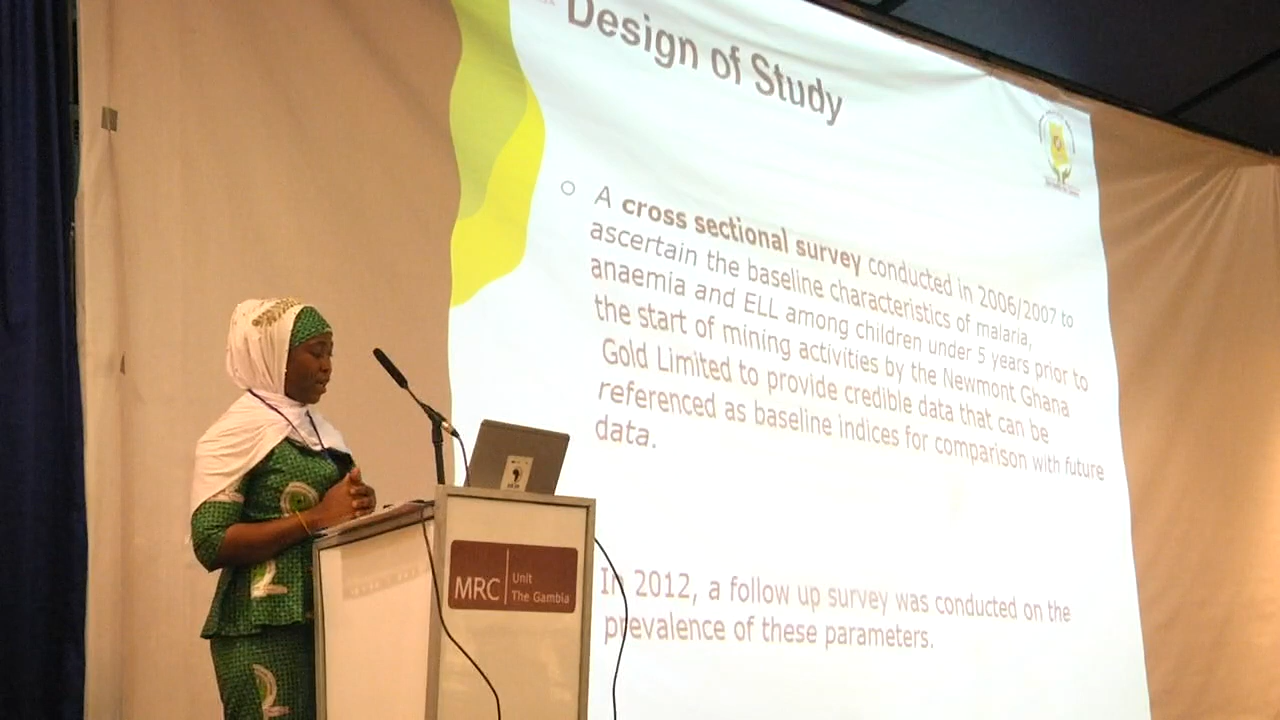 Design of Study
A cross sectional survey conducted in 2006/2007 to
ascertain the baseline characteristics of malaria,
anaemia and ELL among children under 5 years prior to
the start of mining activities by the Newmont Ghana
Gold Limited to provide credible data that can be
referenced as baseline indices for comparison with future
data.
In 2012, a follow up survey was conducted on the
prevalence of these parameters.
MRC
Unit
The Gambia